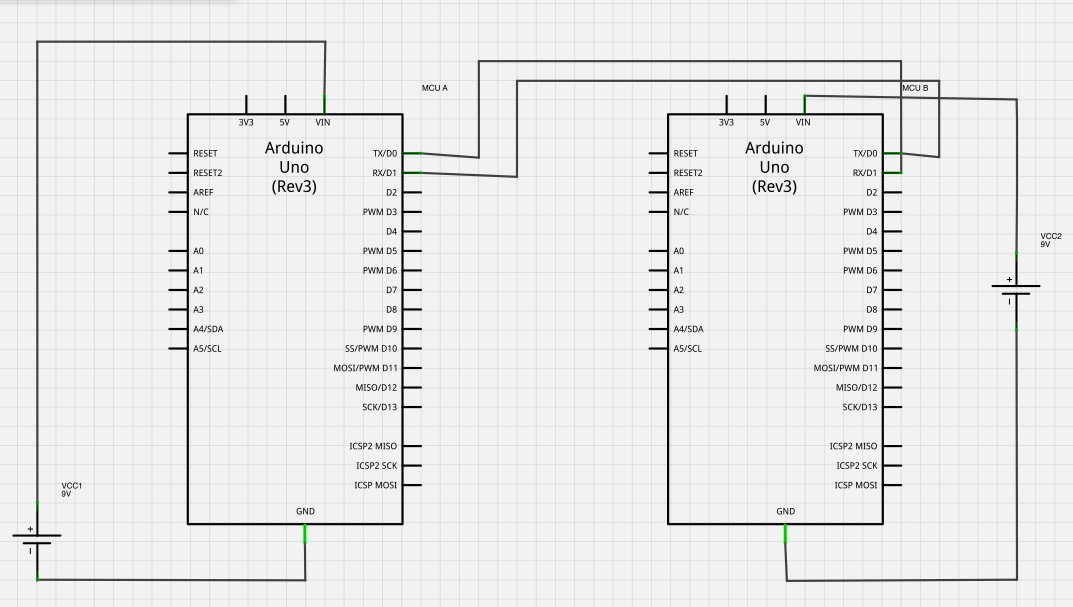 MCU A
3V3 5V VIN
Arduino
Uno
(Rev3)
RESET
RESET2
AREF
N/C
A0
A1
A2
A3
A4/SDA
A5/SCL
TX/D0
RX/D1
D2
PWM D3
D4
PWM D5
PWM D6
D7
D8
PWM D9
SS/PWM D10
MOSI/PWM D11
MISO/D12
SCK/D13
ICSP2 MISO
ICSP2 SCK
ICSP MOSI
GND
VCC1
9V
+
−
MCU B
3V3 5V VIN
Arduino
Uno
(Rev3)
RESET
RESET2
AREF
N/C
A0
A1
A2
A3
A4/SDA
A5/SCL
TX/D0
RX/D1
D2
PWM D3
D4
PWM D5
PWM D6
D7
D8
PWM D9
SS/PWM D10
MOSI/PWM D11
MISO/D12
SCK/D13
ICSP2 MISO
ICSP2 SCK
ICSP MOSI
GND
VCC2
9V
+
−